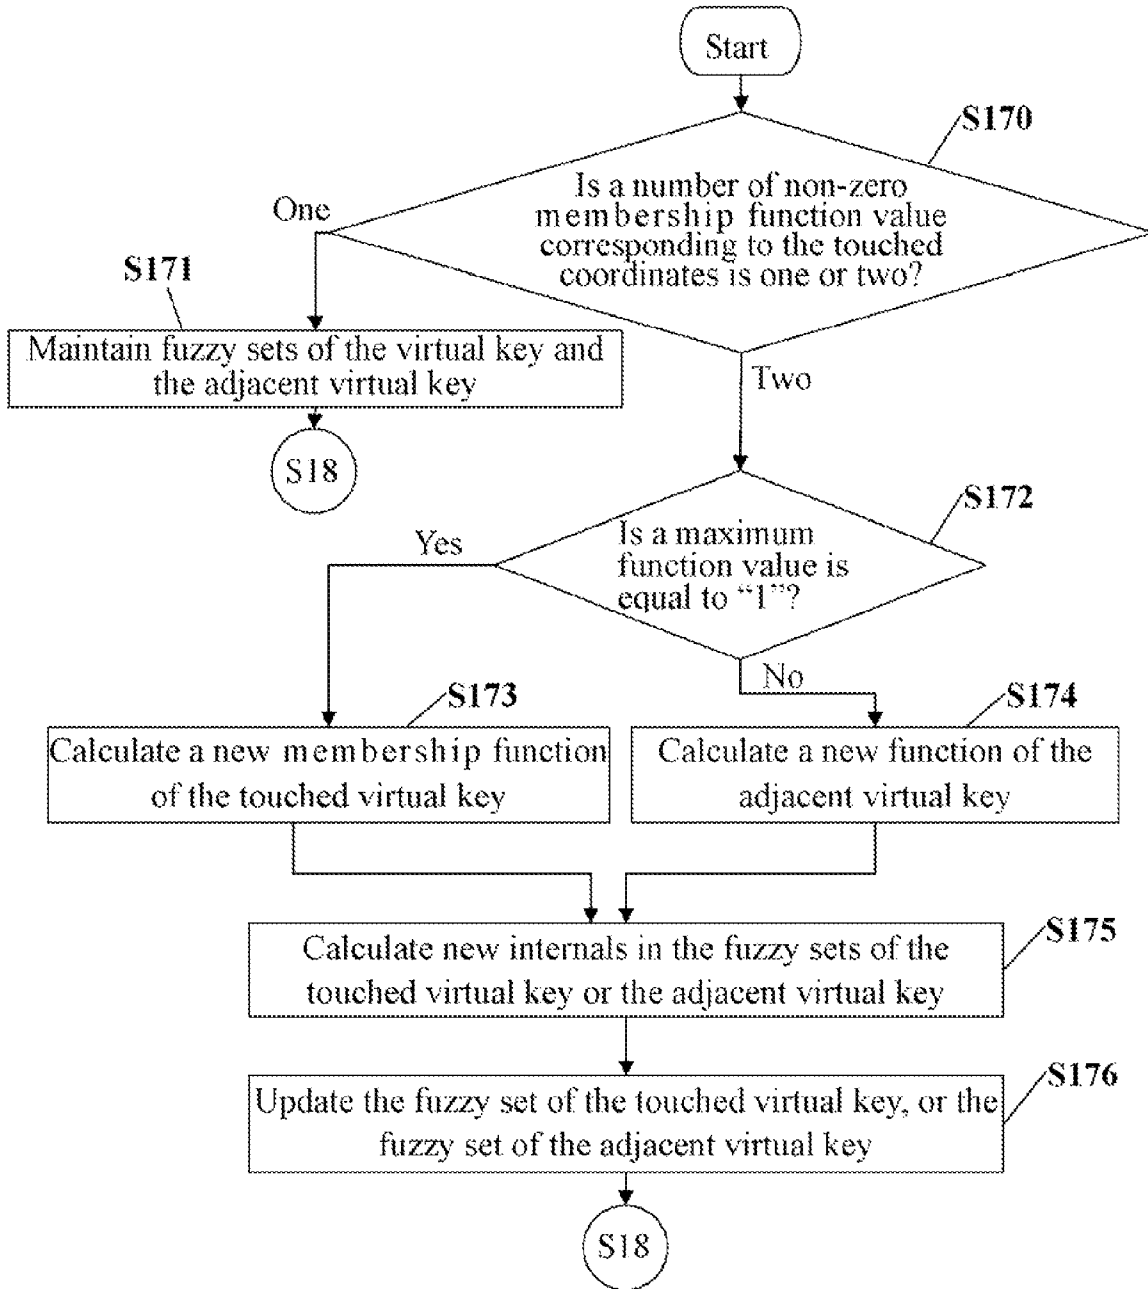 Start
S170
Is a number of non-zero
membership function value
corresponding to the touched
coordinates is one or two?
One
S171
Maintain fuzzy sets of the virtual key and
the adjacent virtual key
Two
S18
S172
Is a maximum
function value is
equal to “1”?
Yes
No
S173
S174
Calculate a new membership function
of the touched virtual key
Calculate a new function of the
adjacent virtual key
S175
Calculate new internals in the fuzzy sets of the
touched virtual key or the adjacent virtual key
S176
Update the fuzzy set of the touched virtual key, or the
fuzzy set of the adjacent virtual key
S18